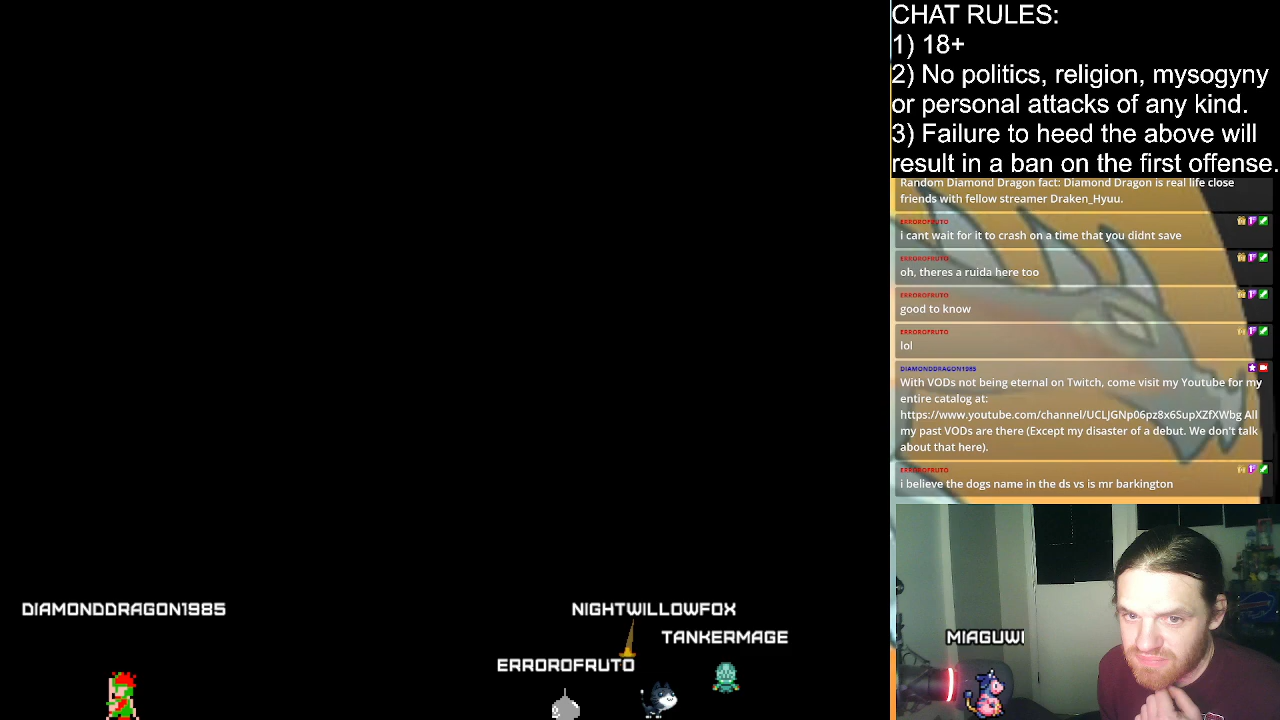 CHAT RULES:
1) 18+
2) No politics, religion, mysogyny
or personal attacks of any kind.
3) Failure to heed the above will
result in a ban on the first offense.
Random Diamond Dragon fact: Diamond Dragon is real life close
friends with fellow streamer Draken_Hyuu.
ERROROFRUTO
i cant wait for it to crash on a time that you didnt save
ERROROFRUTO
oh, theres a ruida here too
ERROROFRUTO
good to know
ERROROFRUTO
lol
DIAMONDDRAGON1985
With VODs not being eternal on Twitch, come visit my Youtube for my
entire catalog at:
https://www.youtube.com/channel/UCLJGNp06pz8x6SupXZfXWbg All
my past VODs are there (Except my disaster of a debut. We don't talk
about that here).
ERROROFRUTO
i believe the dogs name in the ds vs is mr barkington
DIAMONDDRAGON1985
NIGHTWILLOWFOX
TANKERMAGE
ERROROFRUTO
MIAGUWI